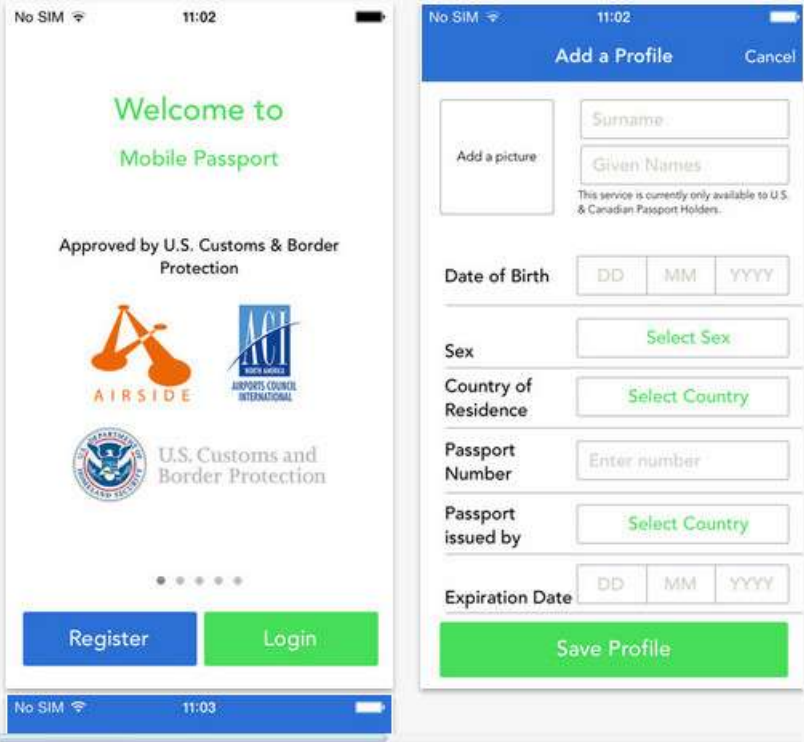 No SIM 11:02
Welcome to
Mobile Passport
Approved by U.S. Customs & Border
Protection
AIRSIDE
ACI
NORTH AMERICA
AIRPORTS COUNCIL
INTERNATIONAL
U.S. DEPARTMENT OF
HOMELAND SECURITY
U.S. Customs and
Border Protection
Register Login
No SIM 11:03
No SIM 11:02
Add a Profile Cancel
Add a picture
Surname
Given Names
This service is currently only available to U.S.
& Canadian Passport Holders.
Date of Birth DD MM YYYY
Sex Select Sex
Country of
Residence Select Country
Passport
Number Enter number
Passport
issued by Select Country
Expiration Date DD MM YYYY
Save Profile